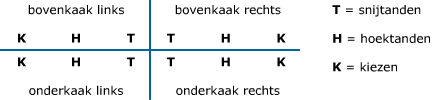 bovenkaak links bovenkaak rechts T = snijtanden
K H T T H K H = hoektanden
K H T T H K K = kiezen
onderkaak links onderkaak rechts